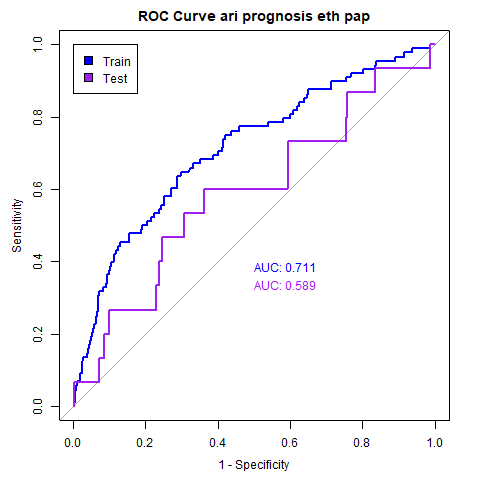 ROC Curve ari prognosis eth pap
Train
Test
Sensitivity
1.0
0.8
0.6
0.4
0.2
0.0
AUC: 0.711
AUC: 0.589
0.0 0.2 0.4 0.6 0.8 1.0
1 - Specificity